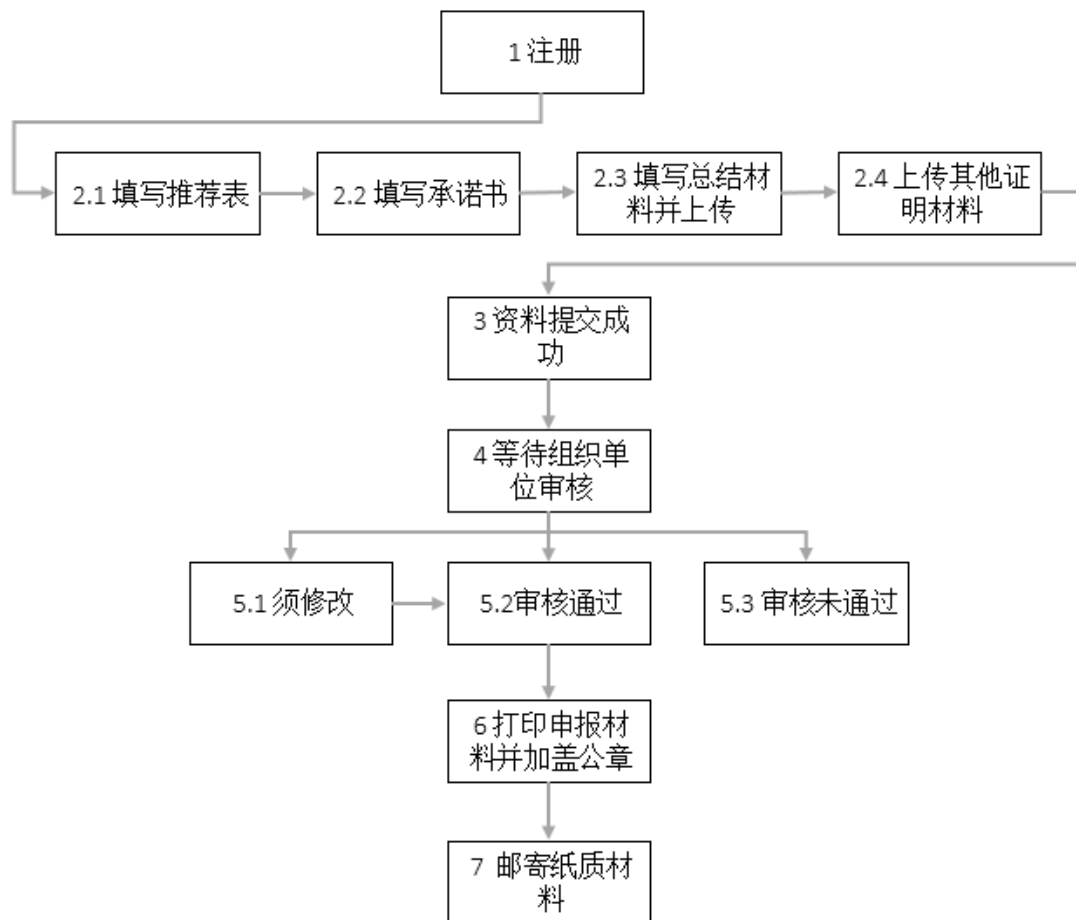 1 注册
2.1 填写推荐表
2.2 填写承诺书
2.3 填写总结材
料并上传
2.4 上传其他证
明材料
3 资料提交成
功
4 等待组织单
位审核
5.1 须修改
5.2审核通过
5.3 审核未通过
6 打印申报材
料并加盖公章
7 邮寄纸质材
料